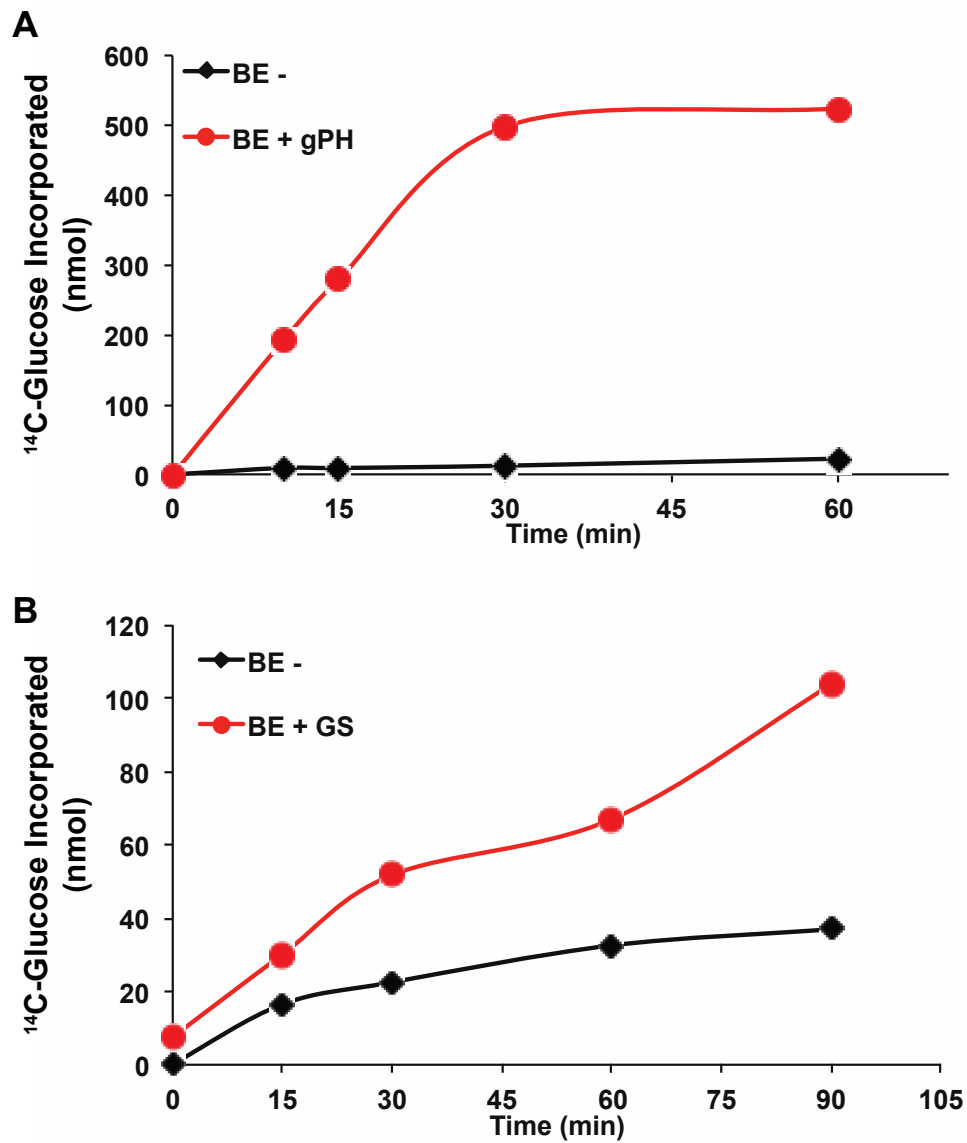 A
600
500
400
300
200
100
0
BE -
BE + gPH
¹⁴C-Glucose Incorporated
(nmol)
0 15 30 45 60
Time (min)
B
120
100
80
60
40
20
0
BE -
BE + GS
¹⁴C-Glucose Incorporated
(nmol)
0 15 30 45 60 75 90 105
Time (min)